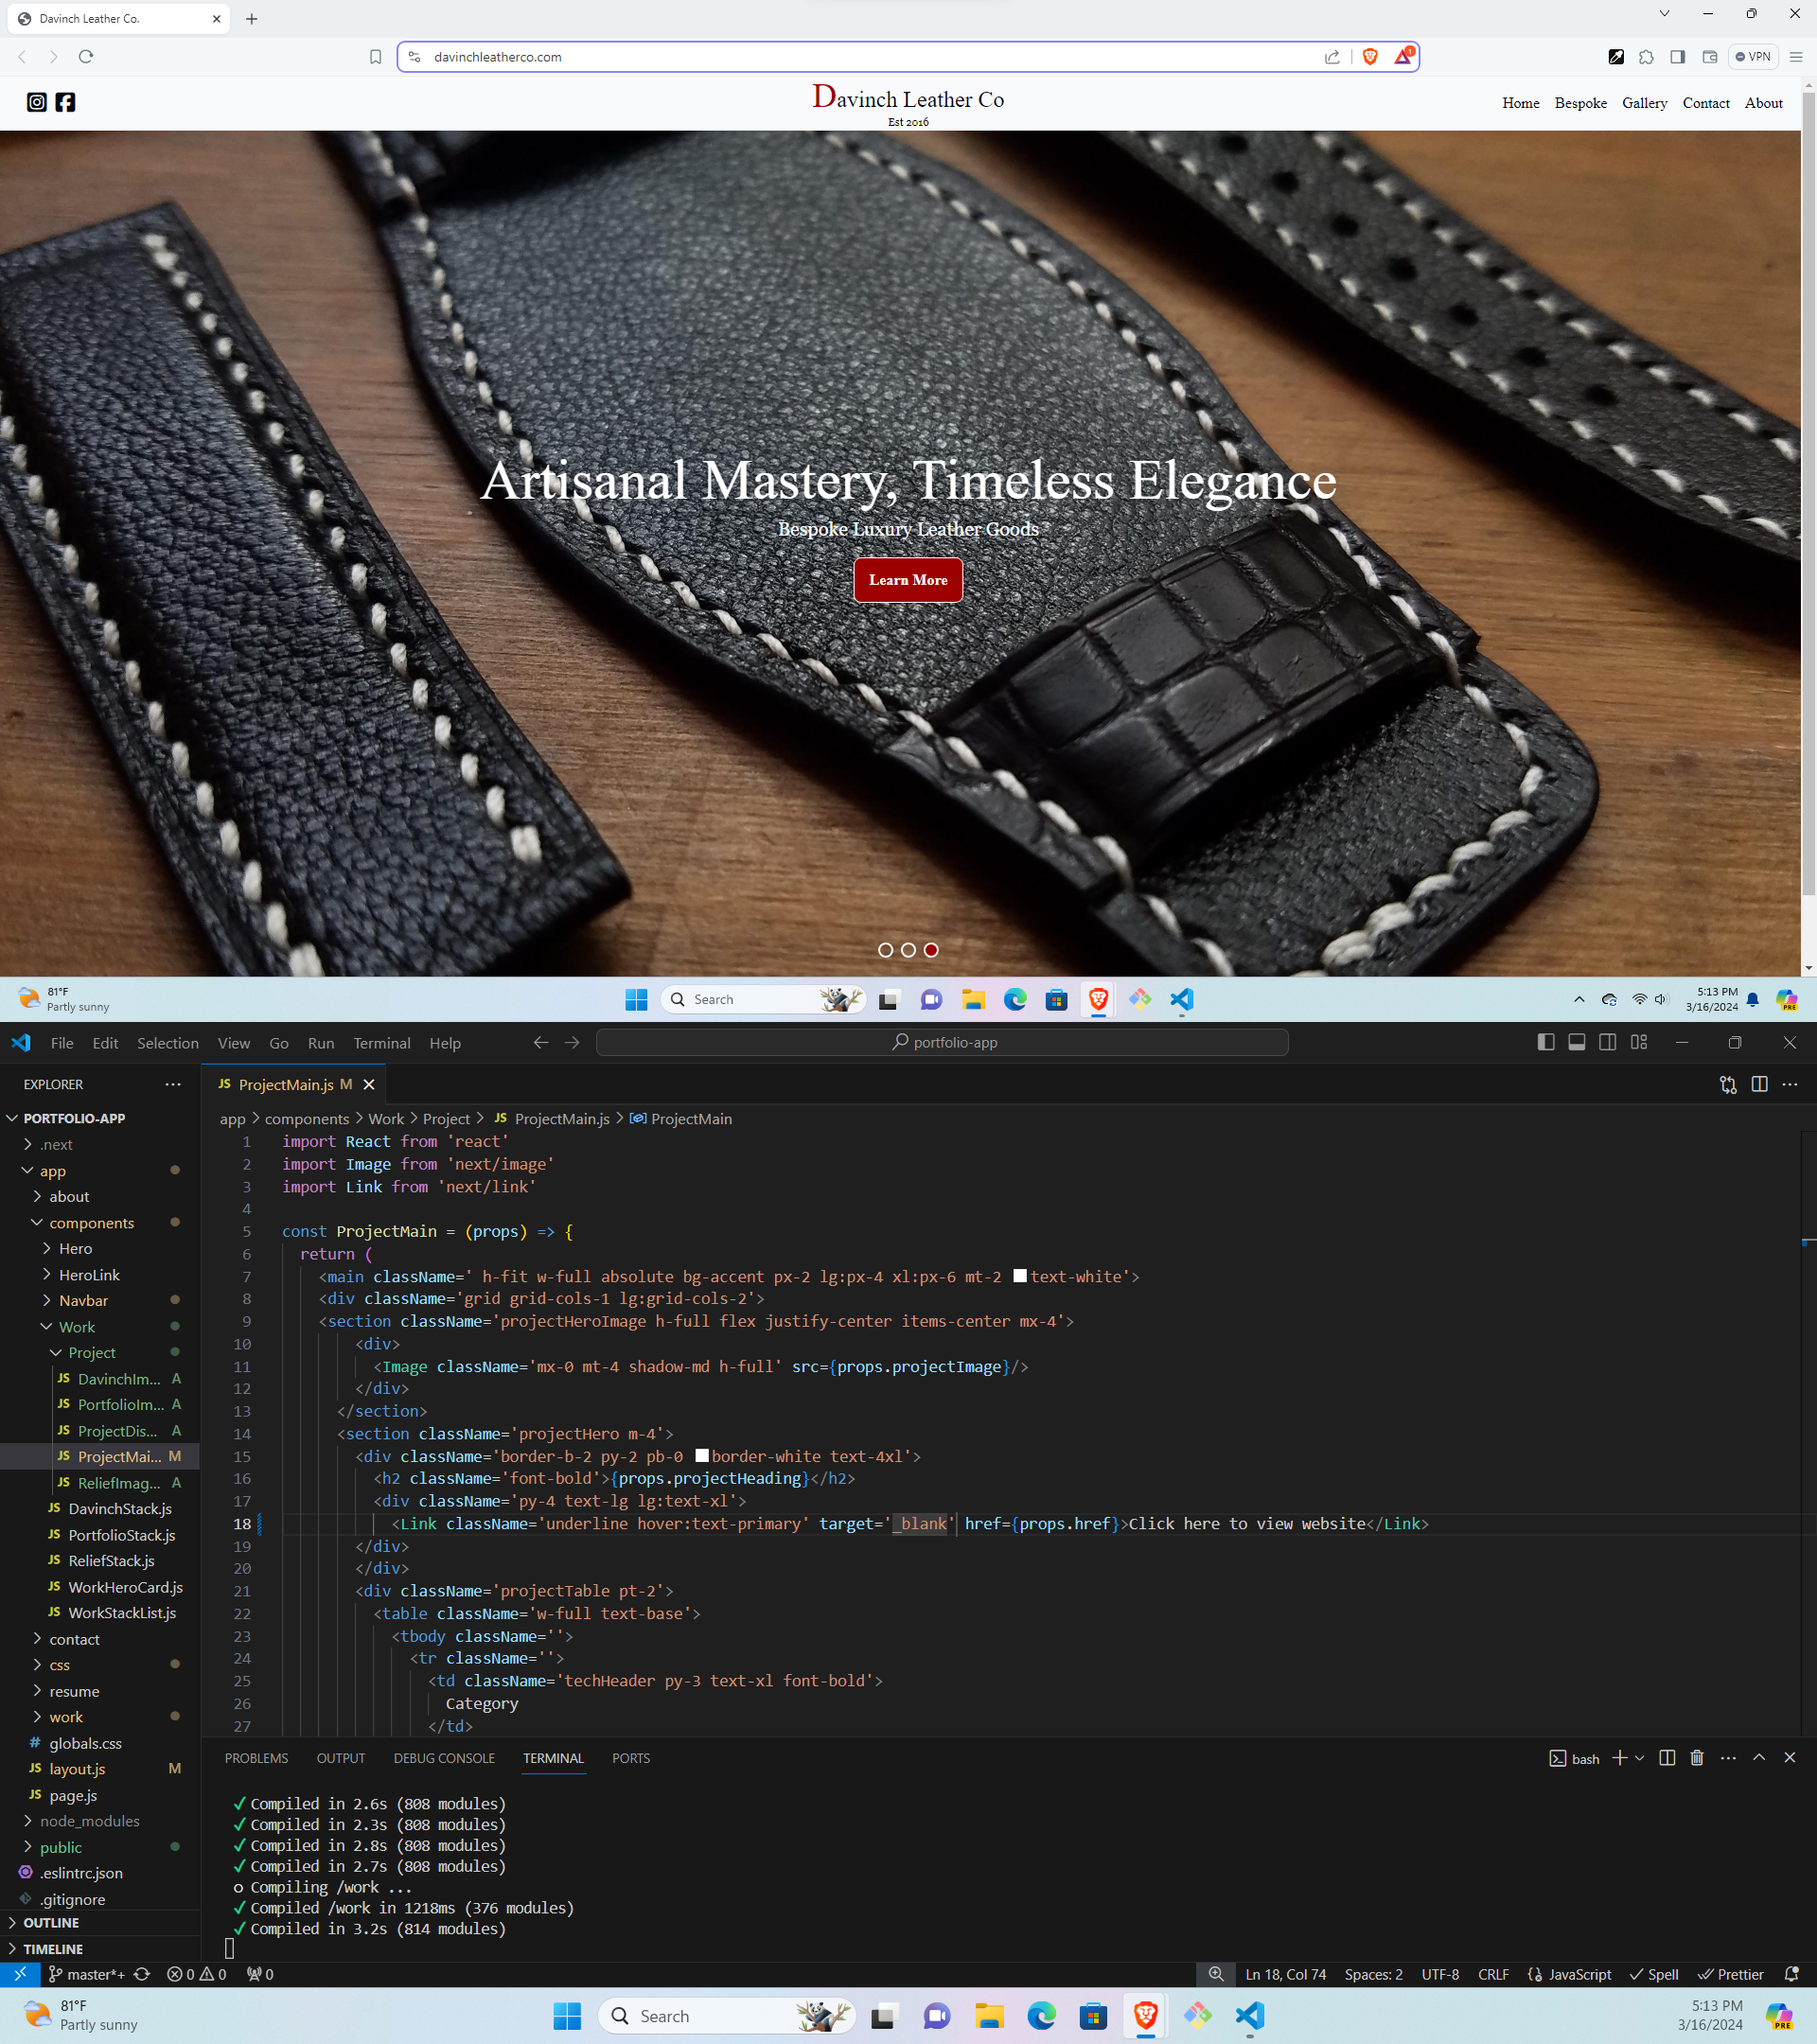 Davinch Leather Co.
davinchleatherco.com
1
VPN
Davinch Leather Co
Est 2016
Home Bespoke Gallery Contact About
Artisanal Mastery, Timeless Elegance
Bespoke Luxury Leather Goods
Learn More
81°F
Partly sunny
Search
5:13 PM
3/16/2024
PRE
File Edit Selection View Go Run Terminal Help
portfolio-app
EXPLORER
PORTFOLIO-APP
.next
app
about
components
Hero
HeroLink
Navbar
Work
Project
JS DavinchIm... A
JS PortfolioIm... A
JS ProjectDis... A
JS ProjectMai... M
JS ReliefImag... A
JS DavinchStack.js
JS PortfolioStack.js
JS ReliefStack.js
JS WorkHeroCard.js
JS WorkStackList.js
contact
css
resume
work
# globals.css
JS layout.js M
JS page.js
node_modules
public
.eslintrc.json
.gitignore
OUTLINE
TIMELINE
JS ProjectMain.js M
app > components > Work > Project > JS ProjectMain.js > ProjectMain
1 import React from 'react'
2 import Image from 'next/image'
3 import Link from 'next/link'
4
5 const ProjectMain = (props) => {
6 return (
7 <main className=' h-fit w-full absolute bg-accent px-2 lg:px-4 xl:px-6 mt-2 text-white'>
8 <div className='grid grid-cols-1 lg:grid-cols-2'>
9 <section className='projectHeroImage h-full flex justify-center items-center mx-4'>
10 <div>
11 <Image className='mx-0 mt-4 shadow-md h-full' src={props.projectImage}/>
12 </div>
13 </section>
14 <section className='projectHero m-4'>
15 <div className='border-b-2 py-2 pb-0 border-white text-4xl'>
16 <h2 className='font-bold'>{props.projectHeading}</h2>
17 <div className='py-4 text-lg lg:text-xl'>
18 <Link className='underline hover:text-primary' target='_blank' href={props.href}>Click here to view website</Link>
19 </div>
20 </div>
21 <div className='projectTable pt-2'>
22 <table className='w-full text-base'>
23 <tbody className=''>
24 <tr className=''>
25 <td className='techHeader py-3 text-xl font-bold'>
26 Category
27 </td>
PROBLEMS OUTPUT DEBUG CONSOLE TERMINAL PORTS
bash
✓ Compiled in 2.6s (808 modules)
✓ Compiled in 2.3s (808 modules)
✓ Compiled in 2.8s (808 modules)
✓ Compiled in 2.7s (808 modules)
○ Compiling /work ...
✓ Compiled /work in 1218ms (376 modules)
✓ Compiled in 3.2s (814 modules)
master*+ 0 0 0
Ln 18, Col 74 Spaces: 2 UTF-8 CRLF {} JavaScript Spell Prettier
81°F
Partly sunny
Search
5:13 PM
3/16/2024
PRE